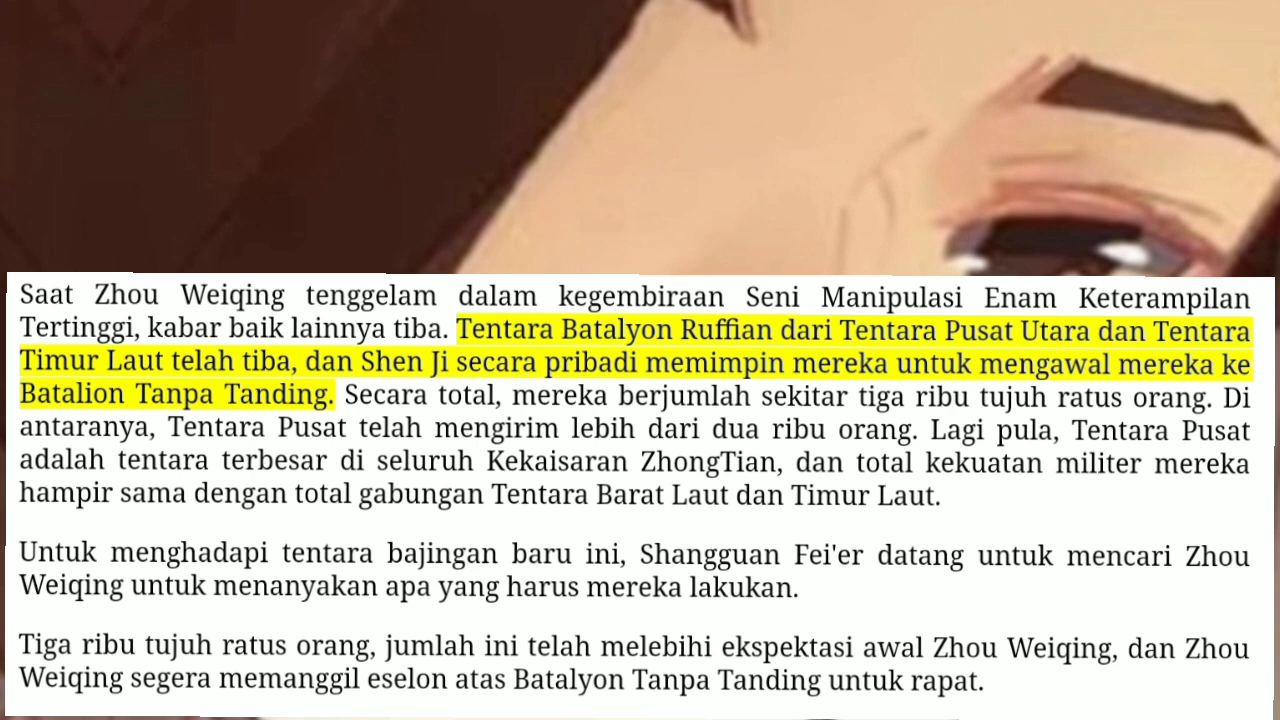 Saat Zhou Weiqing tenggelam dalam kegembiraan Seni Manipulasi Enam Keterampilan
Tertinggi, kabar baik lainnya tiba. Tentara Batalyon Ruffian dari Tentara Pusat Utara dan Tentara
Timur Laut telah tiba, dan Shen Ji secara pribadi memimpin mereka untuk mengawal mereka ke
Batalion Tanpa Tanding. Secara total, mereka berjumlah sekitar tiga ribu tujuh ratus orang. Di
antaranya, Tentara Pusat telah mengirim lebih dari dua ribu orang. Lagi pula, Tentara Pusat
adalah tentara terbesar di seluruh Kekaisaran ZhongTian, dan total kekuatan militer mereka
hampir sama dengan total gabungan Tentara Barat Laut dan Timur Laut.
Untuk menghadapi tentara bajingan baru ini, Shangguan Fei'er datang untuk mencari Zhou
Weiqing untuk menanyakan apa yang harus mereka lakukan.
Tiga ribu tujuh ratus orang, jumlah ini telah melebihi ekspektasi awal Zhou Weiqing, dan Zhou
Weiqing segera memanggil eselon atas Batalyon Tanpa Tanding untuk rapat.